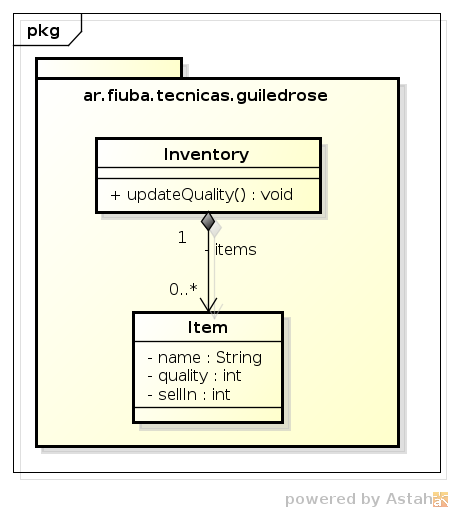 pkg
ar.fiuba.tecnicas.guiledrose
Inventory
+ updateQuality() : void
1
- items
0..*
Item
- name : String
- quality : int
- sellIn : int
powered by Astah